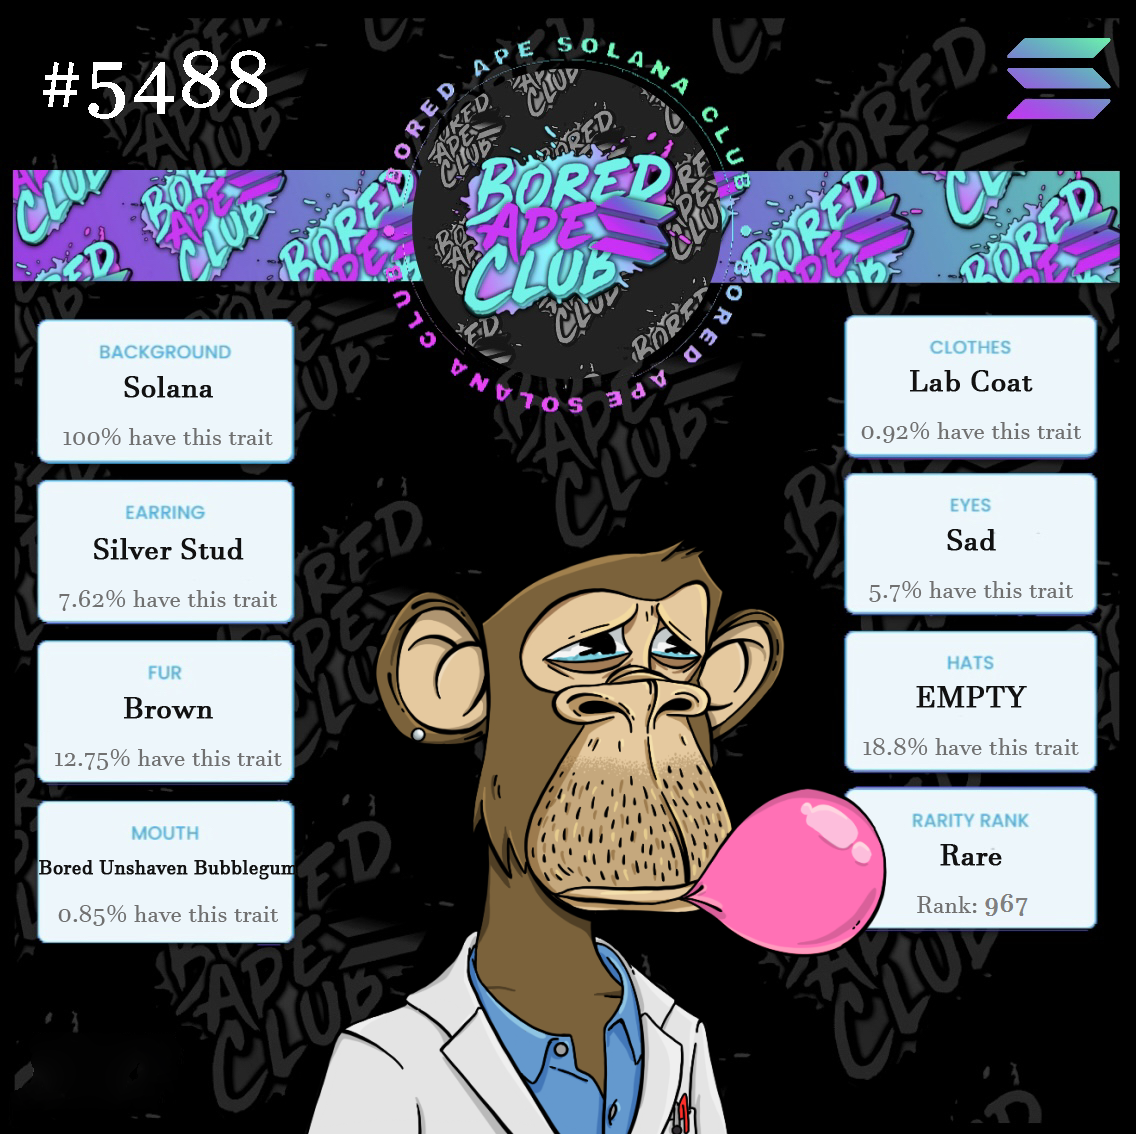 #5488
BORED APE SOLANA CLUB
BORED APE SOLANA CLUB
BORED
APE
CLUB
BACKGROUND
Solana
100% have this trait
EARRING
Silver Stud
7.62% have this trait
FUR
Brown
12.75% have this trait
MOUTH
Bored Unshaven Bubblegum
0.85% have this trait
CLOTHES
Lab Coat
0.92% have this trait
EYES
Sad
5.7% have this trait
HATS
EMPTY
18.8% have this trait
RARITY RANK
Rare
Rank: 967